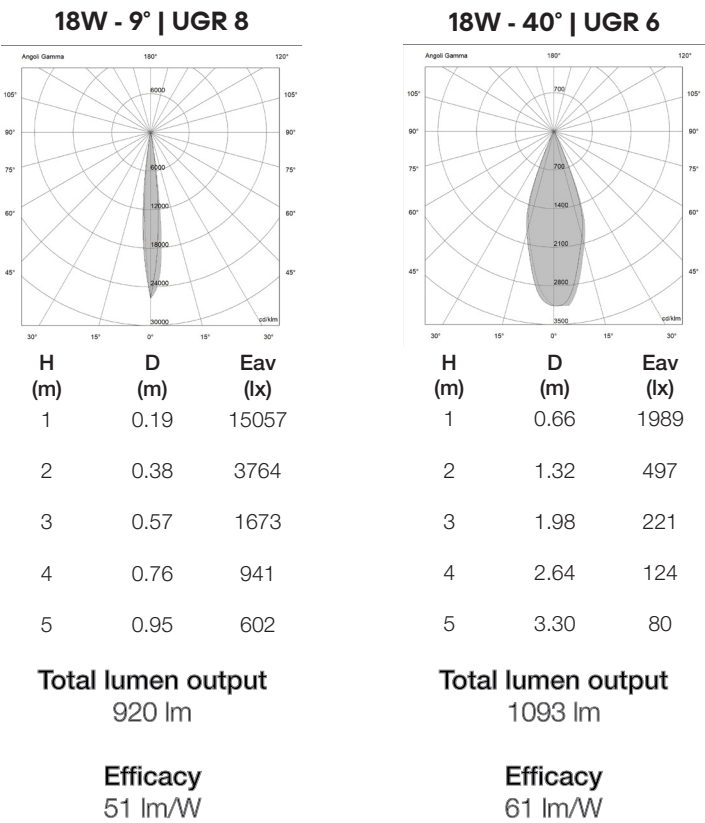 18W - 9° | UGR 8
Angoli Gamma 180° 120°
105° 105°
90° 90°
75° 75°
60° 60°
45° 45°
6000
6000
12000
18000
24000
30000 cd/klm
30° 15° 0° 15° 30°
H D Eav
(m) (m) (lx)
1 0.19 15057
2 0.38 3764
3 0.57 1673
4 0.76 941
5 0.95 602
Total lumen output
920 lm
Efficacy
51 lm/W
18W - 40° | UGR 6
Angoli Gamma 180° 120°
105° 105°
90° 90°
75° 75°
60° 60°
45° 45°
700
700
1400
2100
2800
3500 cd/klm
30° 15° 0° 15° 30°
H D Eav
(m) (m) (lx)
1 0.66 1989
2 1.32 497
3 1.98 221
4 2.64 124
5 3.30 80
Total lumen output
1093 lm
Efficacy
61 lm/W